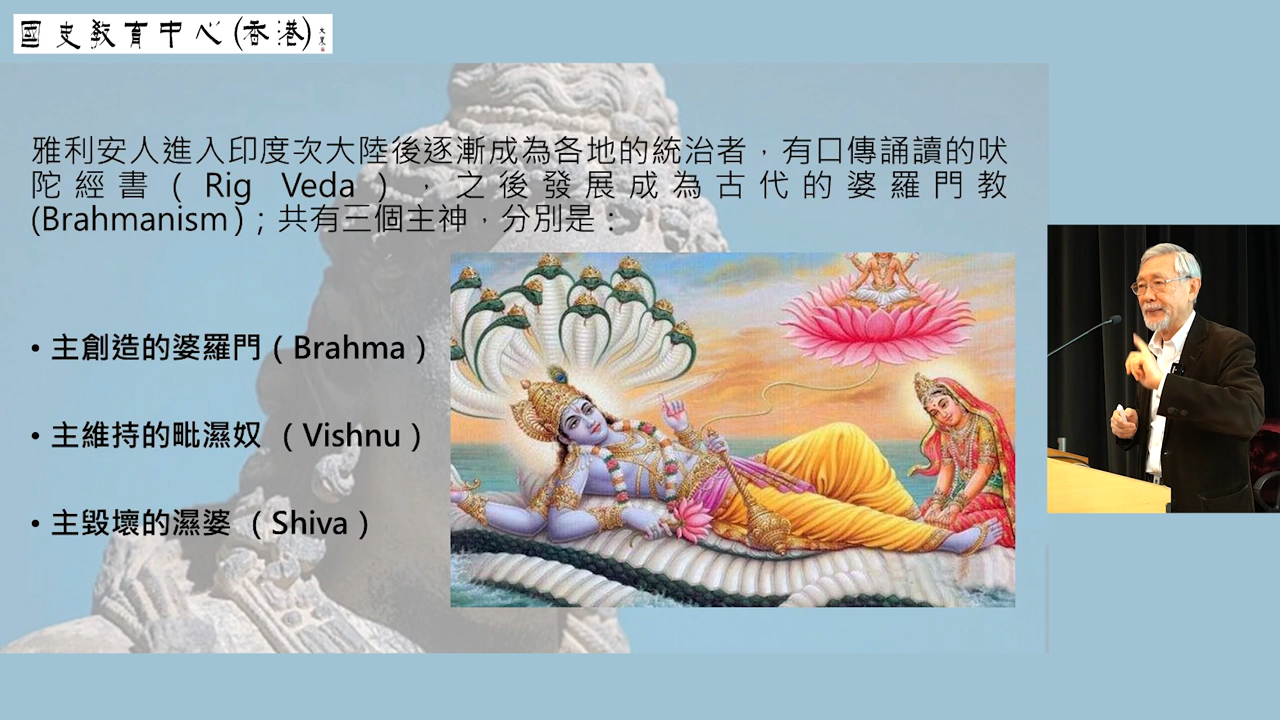 國史教育中心(香港)
雅利安人進入印度次大陸後逐漸成為各地的統治者，有口傳誦讀的吠
陀經書（Rig Veda），之後發展成為古代的婆羅門教
(Brahmanism)；共有三個主神，分別是：
• 主創造的婆羅門（Brahma）
• 主維持的毗濕奴 （Vishnu）
• 主毀壞的濕婆 （Shiva）